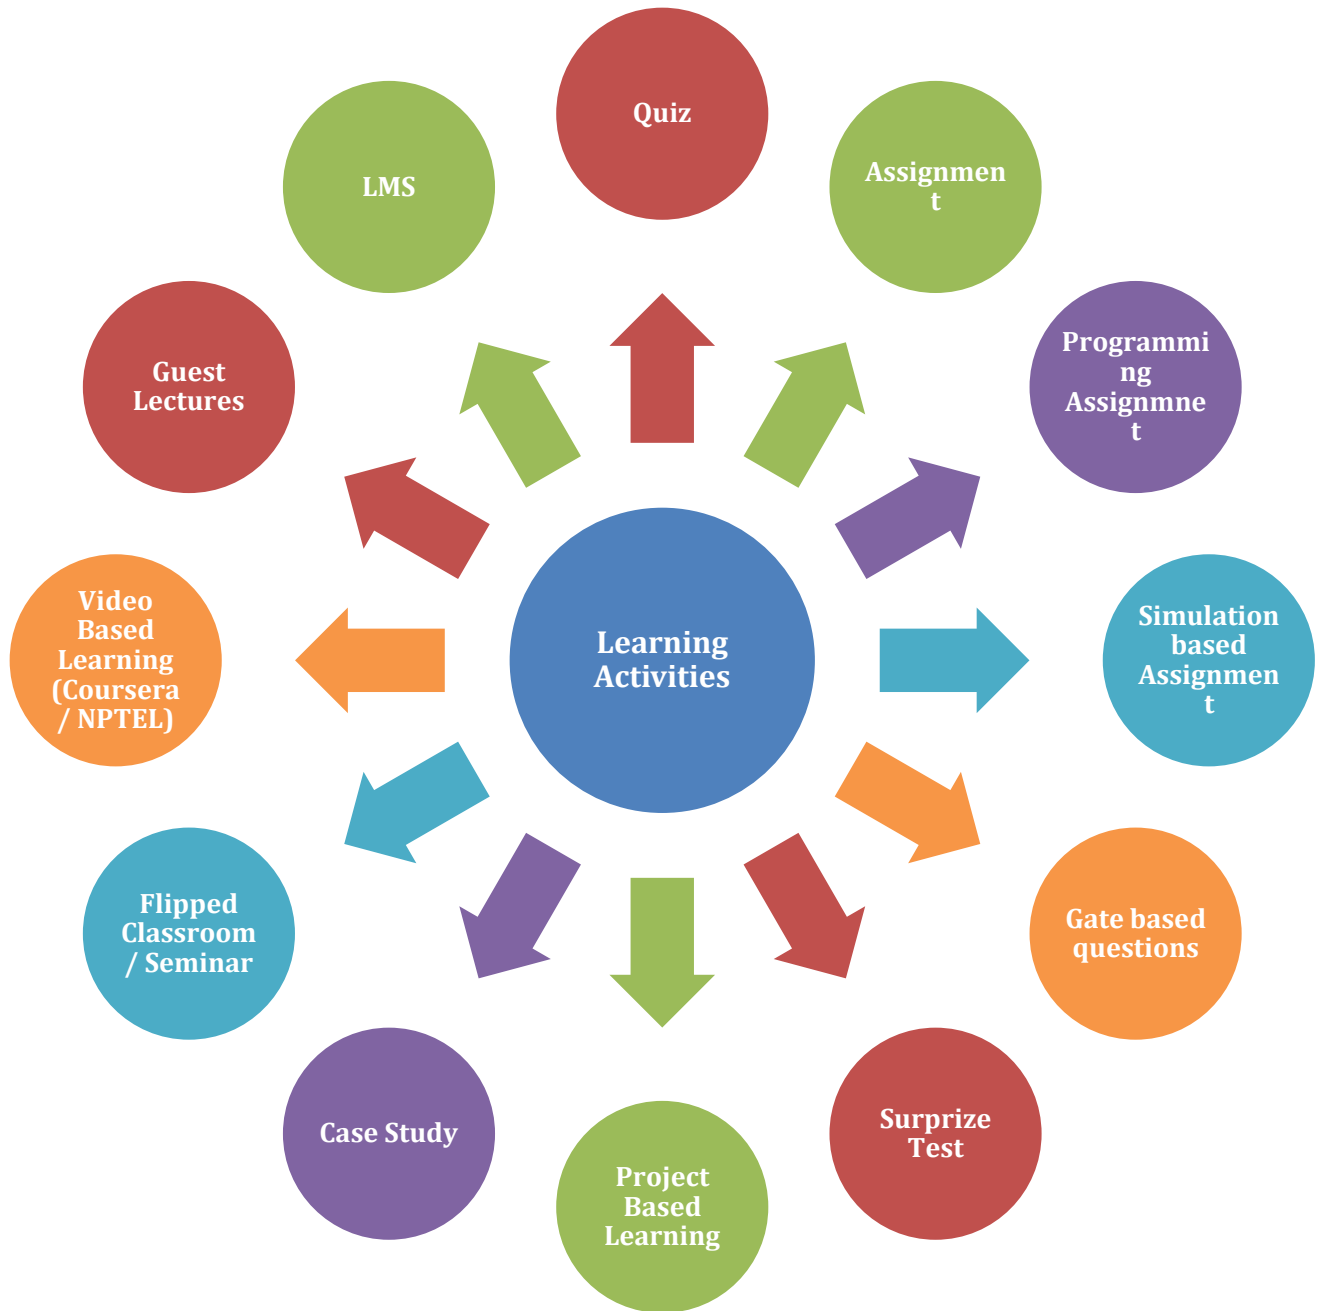 Quiz
Assignmen
t
Programmi
ng
Assignmne
t
Simulation
based
Assignmen
t
Gate based
questions
Surprize
Test
Project
Based
Learning
Case Study
Flipped
Classroom
/ Seminar
Video
Based
Learning
(Coursera
/ NPTEL)
Guest
Lectures
LMS
Learning
Activities